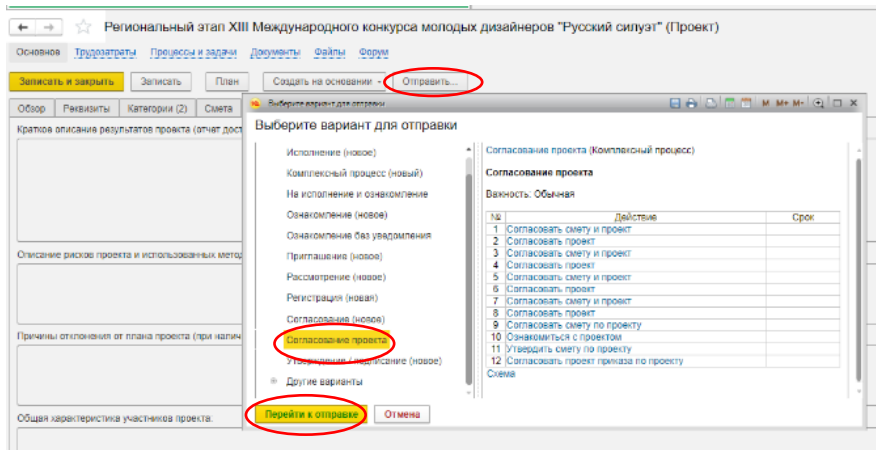 Региональный этап XIII Международного конкурса молодых дизайнеров "Русский силуэт" (Проект)
Основное Трудозатраты Процессы и задачи Документы Файлы Форум
Записать и закрыть Записать План Создать на основании Отправить...
Обзор Реквизиты Категории (2) Смета
Краткое описание результатов проекта (отчет дост
Описание рисков проекта и использованных метод
Причины отклонения от плана проекта (при налич
Общая характеристика участников проекта:
Выберите вариант для отправки
M M+ M-
Выберите вариант для отправки
Исполнение (новое)
Комплексный процесс (новый)
На исполнение и ознакомление
Ознакомление (новое)
Ознакомление без уведомления
Приглашение (новое)
Рассмотрение (новое)
Регистрация (новая)
Согласование (новое)
Согласование проекта
Утверждение / подписание (новое)
Другие варианты
Согласование проекта (Комплексный процесс)
Согласование проекта
Важность: Обычная
№ Действие Срок
1 Согласовать смету и проект
2 Согласовать проект
3 Согласовать смету и проект
4 Согласовать проект
5 Согласовать смету и проект
6 Согласовать проект
7 Согласовать смету и проект
8 Согласовать проект
9 Согласовать смету по проекту
10 Ознакомиться с проектом
11 Утвердить смету по проекту
12 Согласовать проект приказа по проекту
Схема
Перейти к отправке Отмена